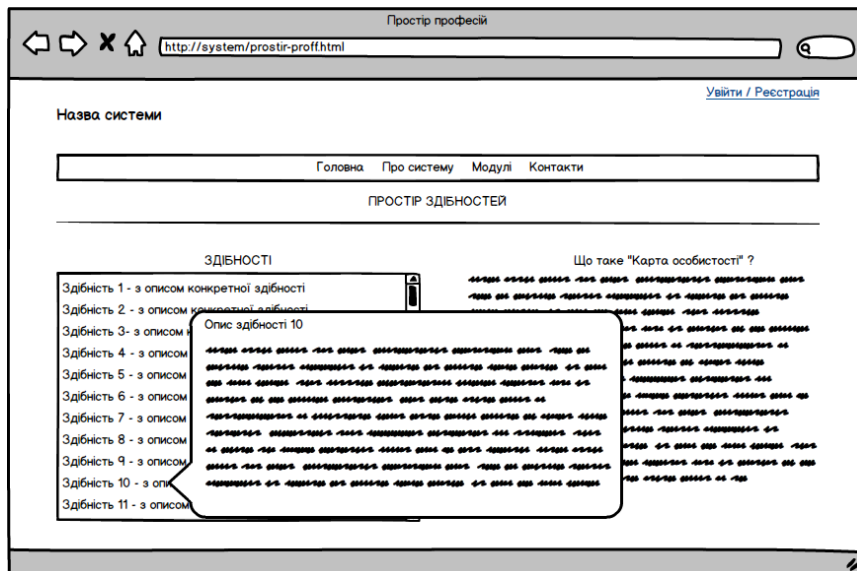 Простір професій
http://system/prostir-proff.html
Увійти / Реєстрація
Назва системи
Головна Про систему Модулі Контакти
ПРОСТІР ЗДІБНОСТЕЙ
ЗДІБНОСТІ
Здібність 1 - з описом конкретної здібності
Здібність 2 - з описом конкретної здібності
Здібність 3- з описом
Здібність 4 - з описом
Здібність 5 - з описом
Здібність 6 - з описом
Здібність 7 - з описом
Здібність 8 - з описом
Здібність 9 - з описом
Здібність 10 - з
Здібність 11 - з описом
Опис здібності 10
Що таке "Карта особистості" ?